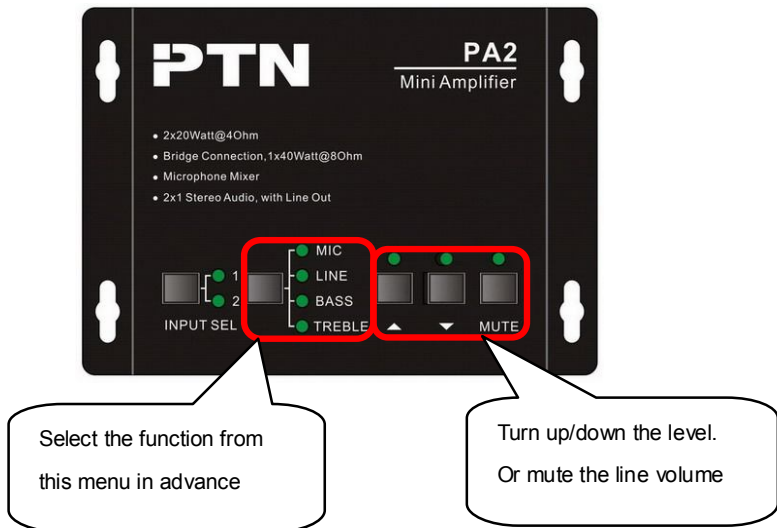 PTN
PA2
Mini Amplifier
• 2x20Watt@4Ohm
• Bridge Connection,1x40Watt@8Ohm
• Microphone Mixer
• 2x1 Stereo Audio, with Line Out
1
2
INPUT SEL
MIC
LINE
BASS
TREBLE
MUTE
Select the function from
this menu in advance
Turn up/down the level.
Or mute the line volume